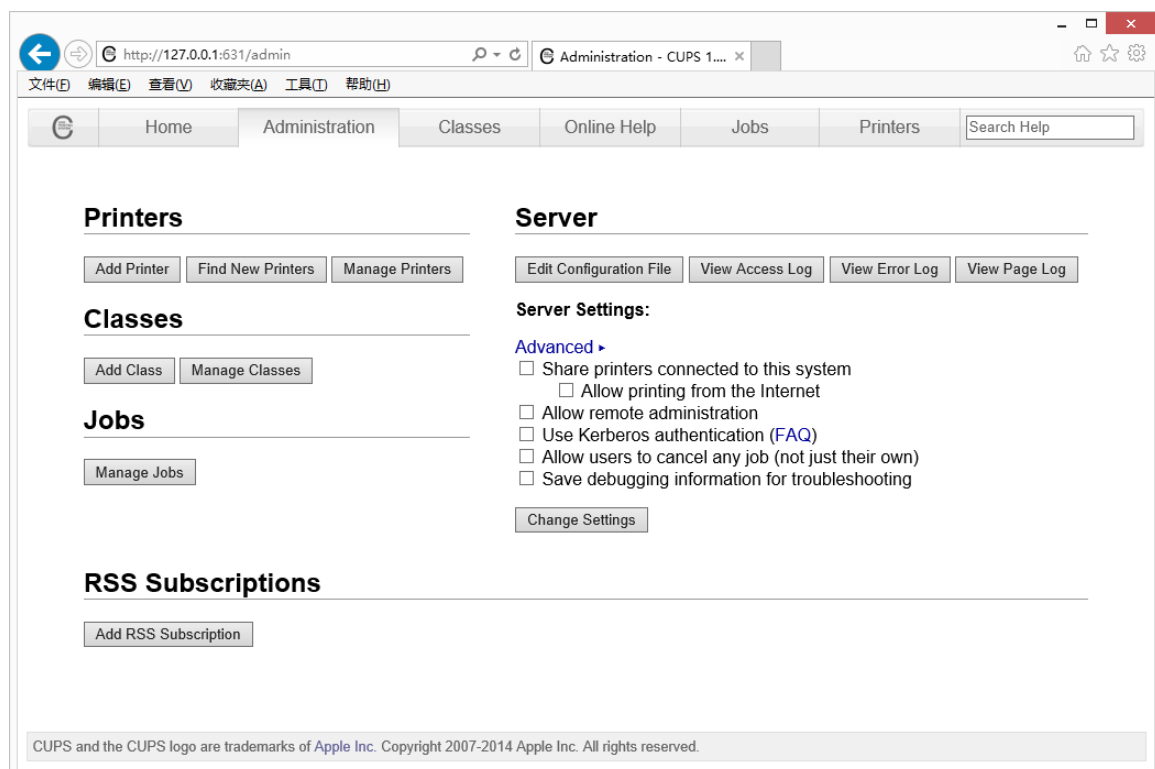 http://127.0.0.1:631/admin
Administration - CUPS 1.... ×
文件(F) 编辑(E) 查看(V) 收藏夹(A) 工具(T) 帮助(H)
Home Administration Classes Online Help Jobs Printers Search Help
Printers
Add Printer Find New Printers Manage Printers
Classes
Add Class Manage Classes
Jobs
Manage Jobs
Server
Edit Configuration File View Access Log View Error Log View Page Log
Server Settings:
Advanced ▸
Share printers connected to this system
Allow printing from the Internet
Allow remote administration
Use Kerberos authentication (FAQ)
Allow users to cancel any job (not just their own)
Save debugging information for troubleshooting
Change Settings
RSS Subscriptions
Add RSS Subscription
CUPS and the CUPS logo are trademarks of Apple Inc. Copyright 2007-2014 Apple Inc. All rights reserved.